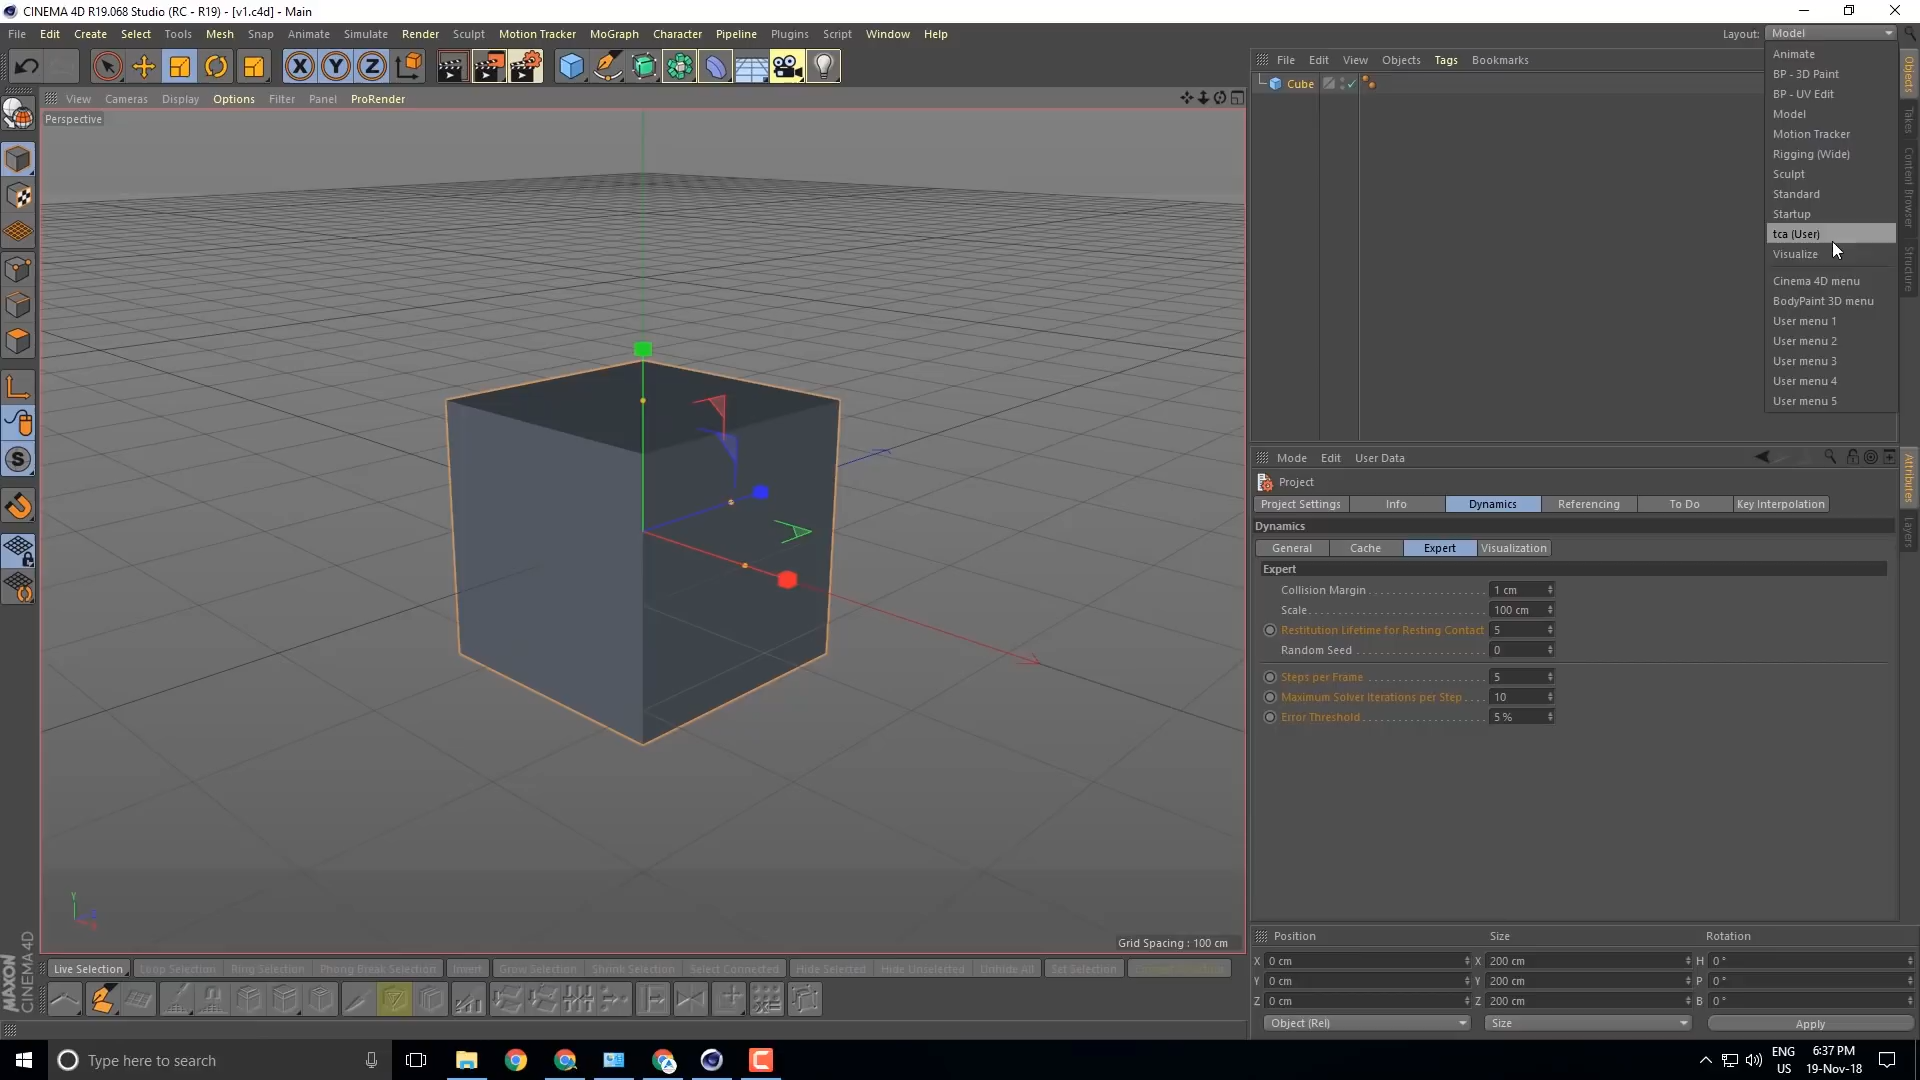 CINEMA 4D R19.068 Studio (RC - R19) - [v1.c4d] - Main
File Edit Create Select Tools Mesh Snap Animate Simulate Render Sculpt Motion Tracker MoGraph Character Pipeline Plugins Script Window Help
Layout: Model
View Cameras Display Options Filter Panel ProRender
Perspective
File Edit View Objects Tags Bookmarks
Cube
Animate
BP - 3D Paint
BP - UV Edit
Model
Motion Tracker
Rigging (Wide)
Sculpt
Standard
Startup
tca (User)
Visualize
Cinema 4D menu
BodyPaint 3D menu
User menu 1
User menu 2
User menu 3
User menu 4
User menu 5
Objects
Takes
Content Browser
Structure
Mode Edit User Data
Project
Project Settings Info Dynamics Referencing To Do Key Interpolation
Dynamics
General Cache Expert Visualization
Expert
Collision Margin 1 cm
Scale 100 cm
Restitution Lifetime for Resting Contact 5
Random Seed 0
Steps per Frame 5
Maximum Solver Iterations per Step 10
Error Threshold 5 %
Attributes
Layers
X Y Z
S
Y
Grid Spacing : 100 cm
MAXON
CINEMA 4D
Live Selection Loop Selection Ring Selection Phong Break Selection Invert Grow Selection Shrink Selection Select Connected Hide Selected Hide Unselected Unhide All Set Selection
Position Size Rotation
X 0 cm X 200 cm H 0 °
Y 0 cm Y 200 cm P 0 °
Z 0 cm Z 200 cm B 0 °
Object (Rel) Size Apply
Type here to search
ENG
US
6:37 PM
19-Nov-18